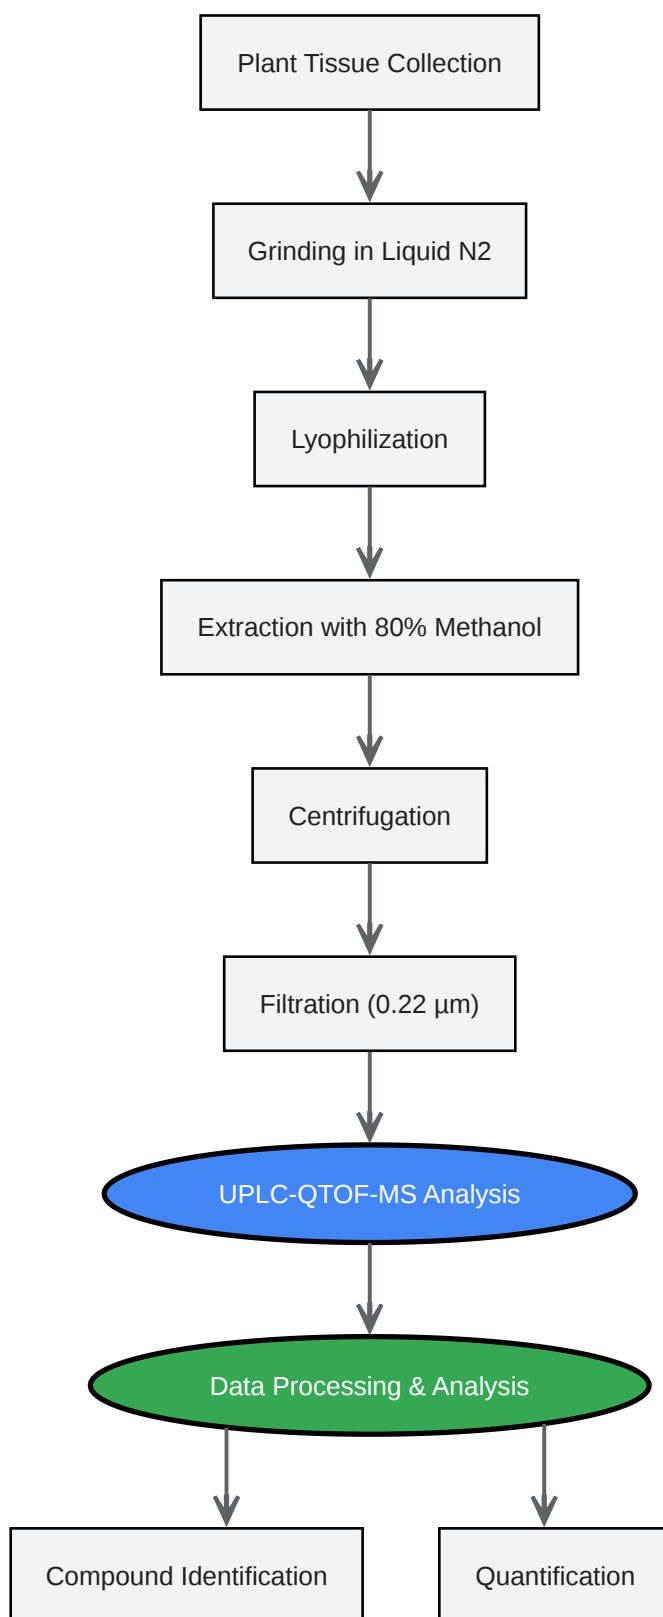 Plant Tissue Collection
Grinding in Liquid N2
Lyophilization
Extraction with 80% Methanol
Centrifugation
Filtration (0.22 µm)
UPLC-QTOF-MS Analysis
Data Processing & Analysis
Compound Identification
Quantification